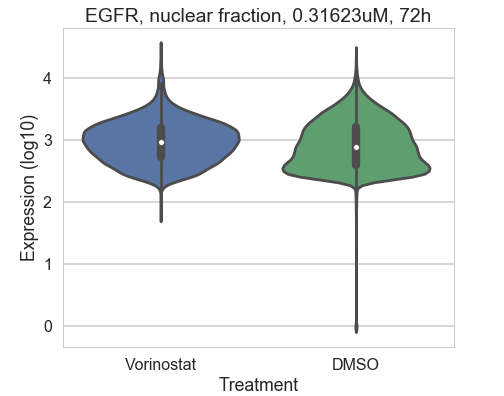 EGFR, nuclear fraction, 0.31623uM, 72h
Expression (log10)
4
3
2
1
0
Vorinostat DMSO
Treatment